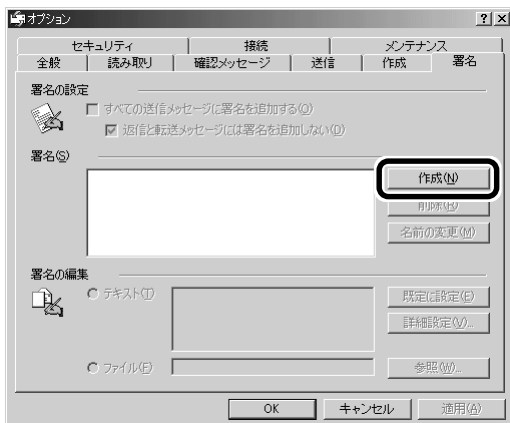 オプション
セキュリティ 接続 メンテナンス
全般 読み取り 確認メッセージ 送信 作成 署名
署名の設定
すべての送信メッセージに署名を追加する(O)
返信と転送メッセージには署名を追加しない(D)
署名(S)
作成(N)
削除(R)
名前の変更(M)
署名の編集
テキスト(T)
既定に設定(E)
詳細設定(V)...
ファイル(F)
参照(W)...
OK キャンセル 適用(A)